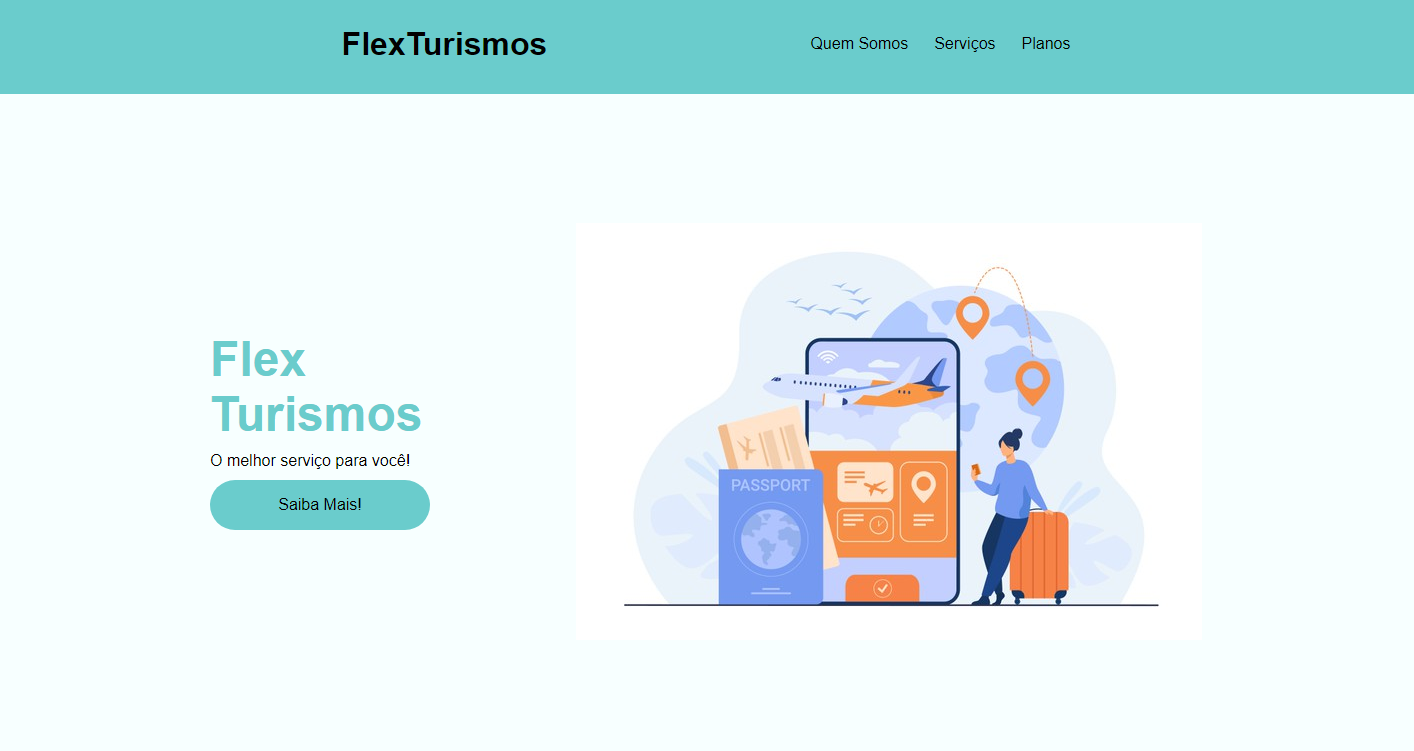 FlexTurismos
Quem Somos Serviços Planos
Flex
Turismos
O melhor serviço para você!
Saiba Mais!
PASSPORT